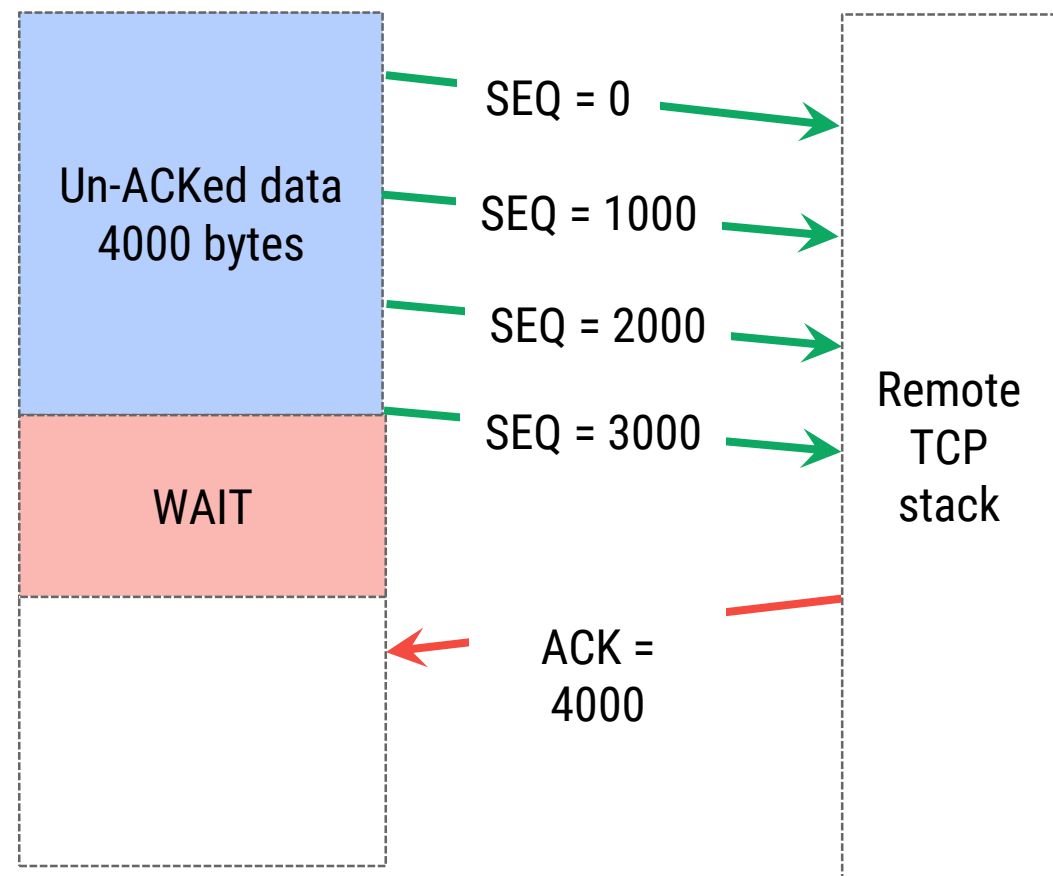 SEQ = 0
Un-ACKed data
4000 bytes
SEQ = 1000
SEQ = 2000
SEQ = 3000
WAIT
Remote
TCP
stack
ACK =
4000